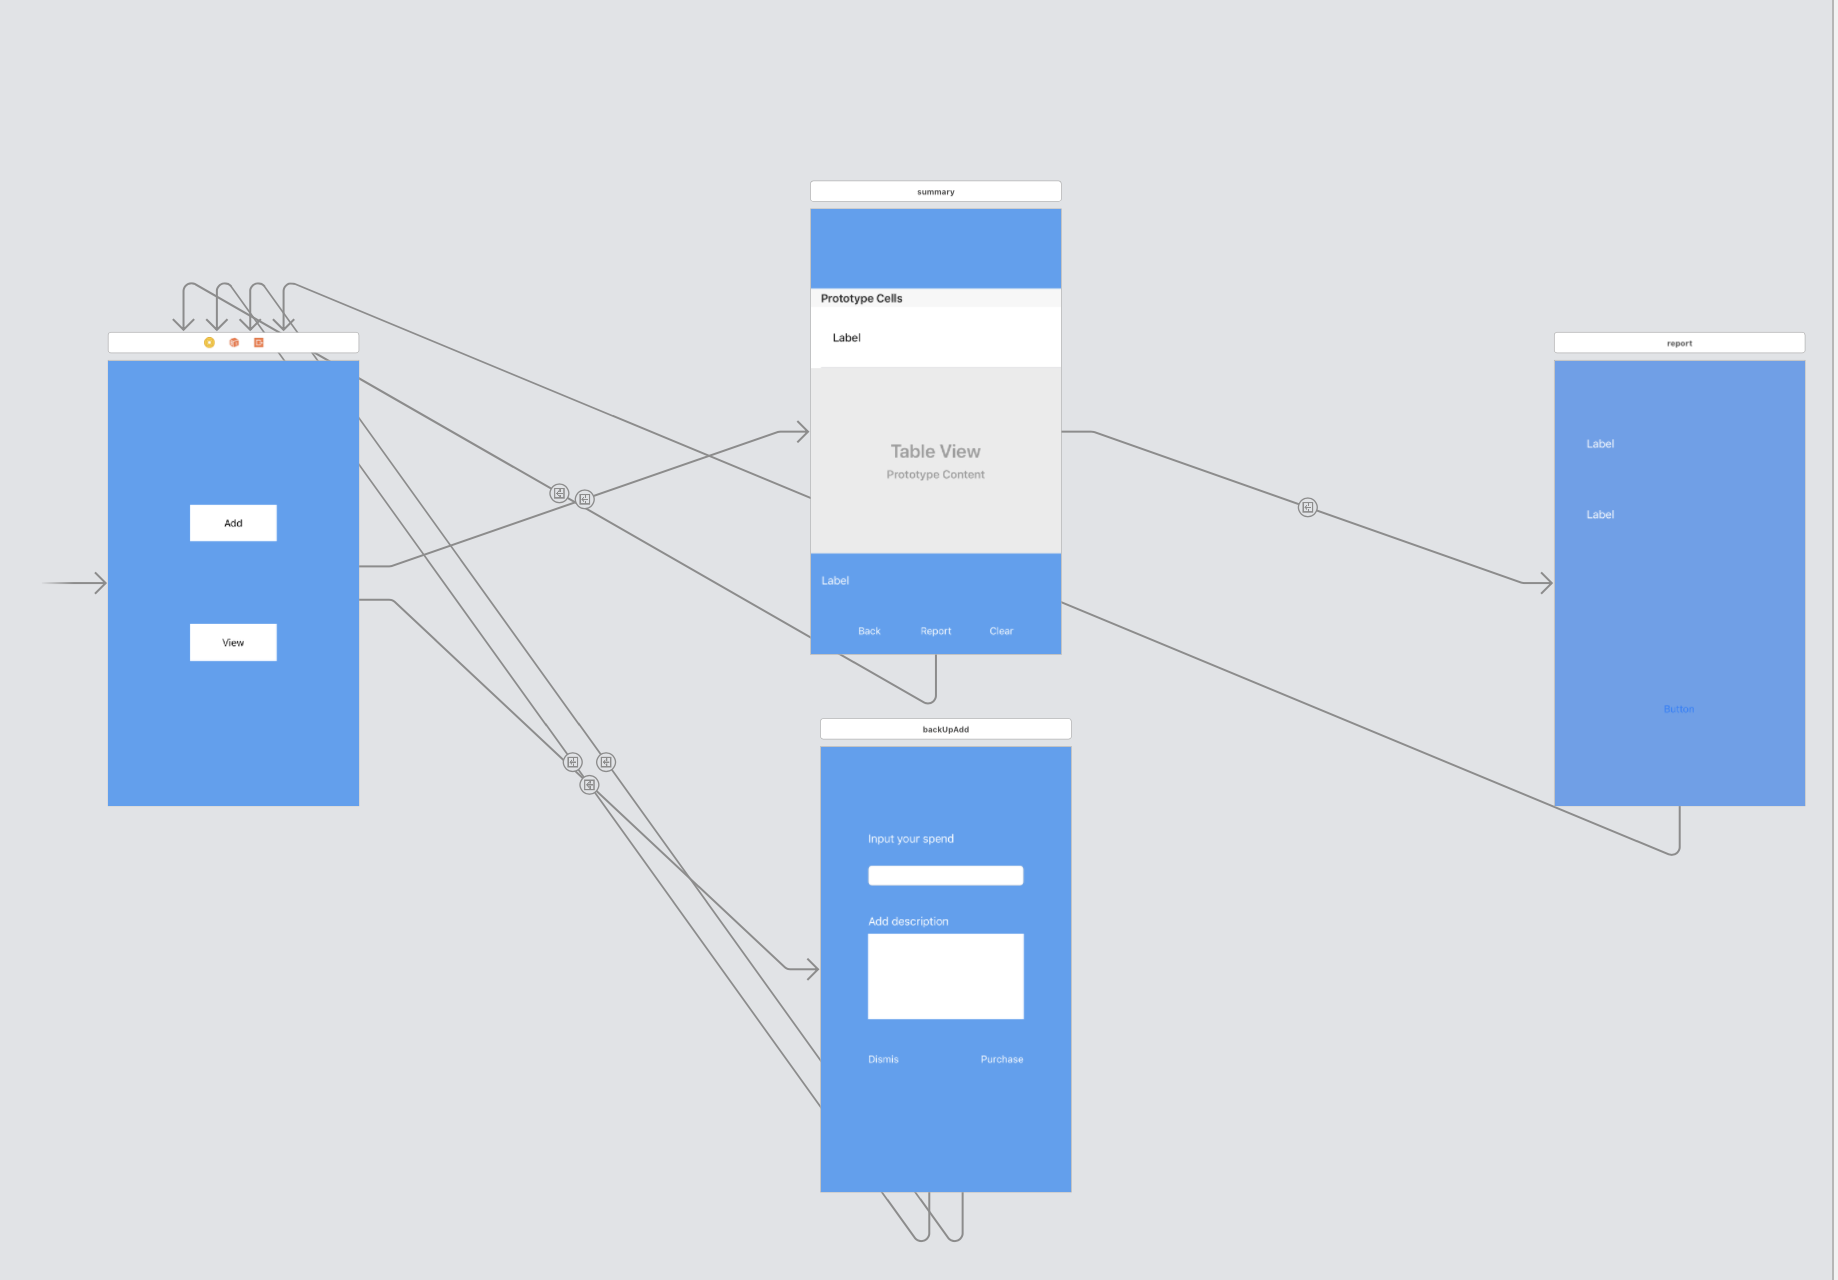 Add
View
summary
Prototype Cells
Label
Table View
Prototype Content
Label
Back Report Clear
backUpAdd
Input your spend
Add description
Dismis Purchase
report
Label
Label
Button